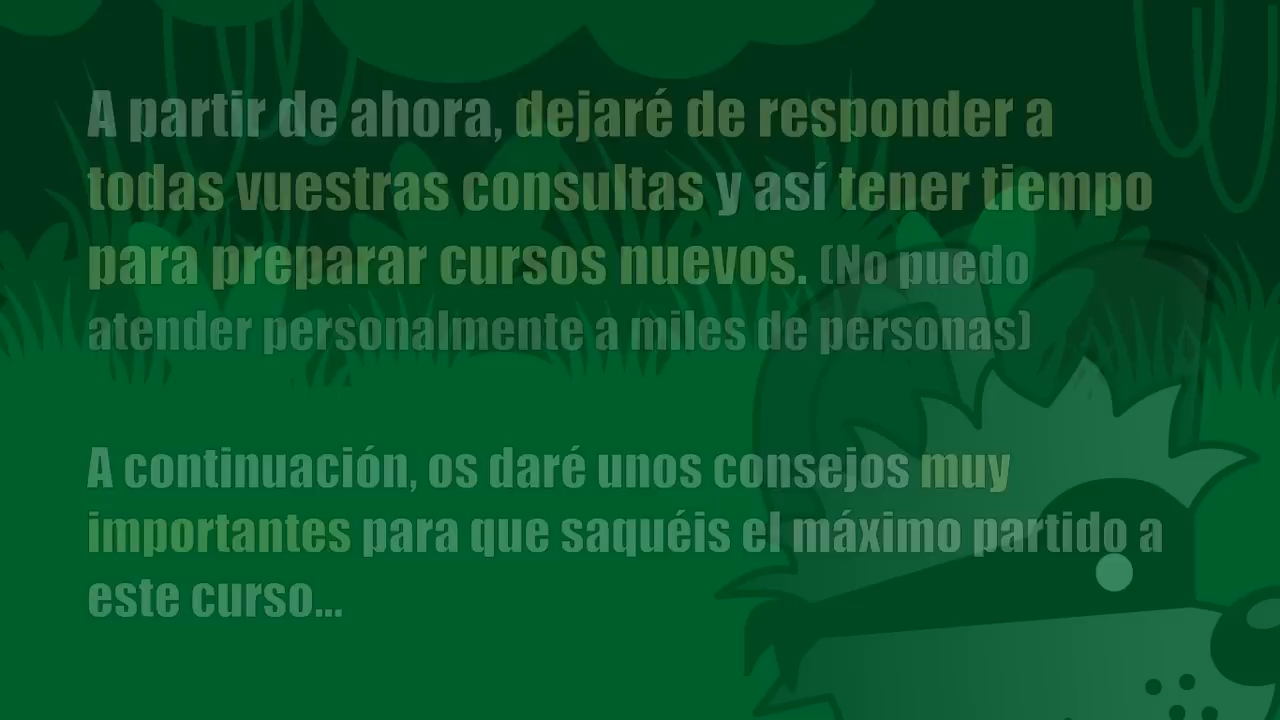 A partir de ahora, dejaré de responder a
todas vuestras consultas y así tener tiempo
para preparar cursos nuevos. (No puedo
atender personalmente a miles de personas)
A continuación, os daré unos consejos muy
importantes para que saquéis el máximo partido a
este curso...